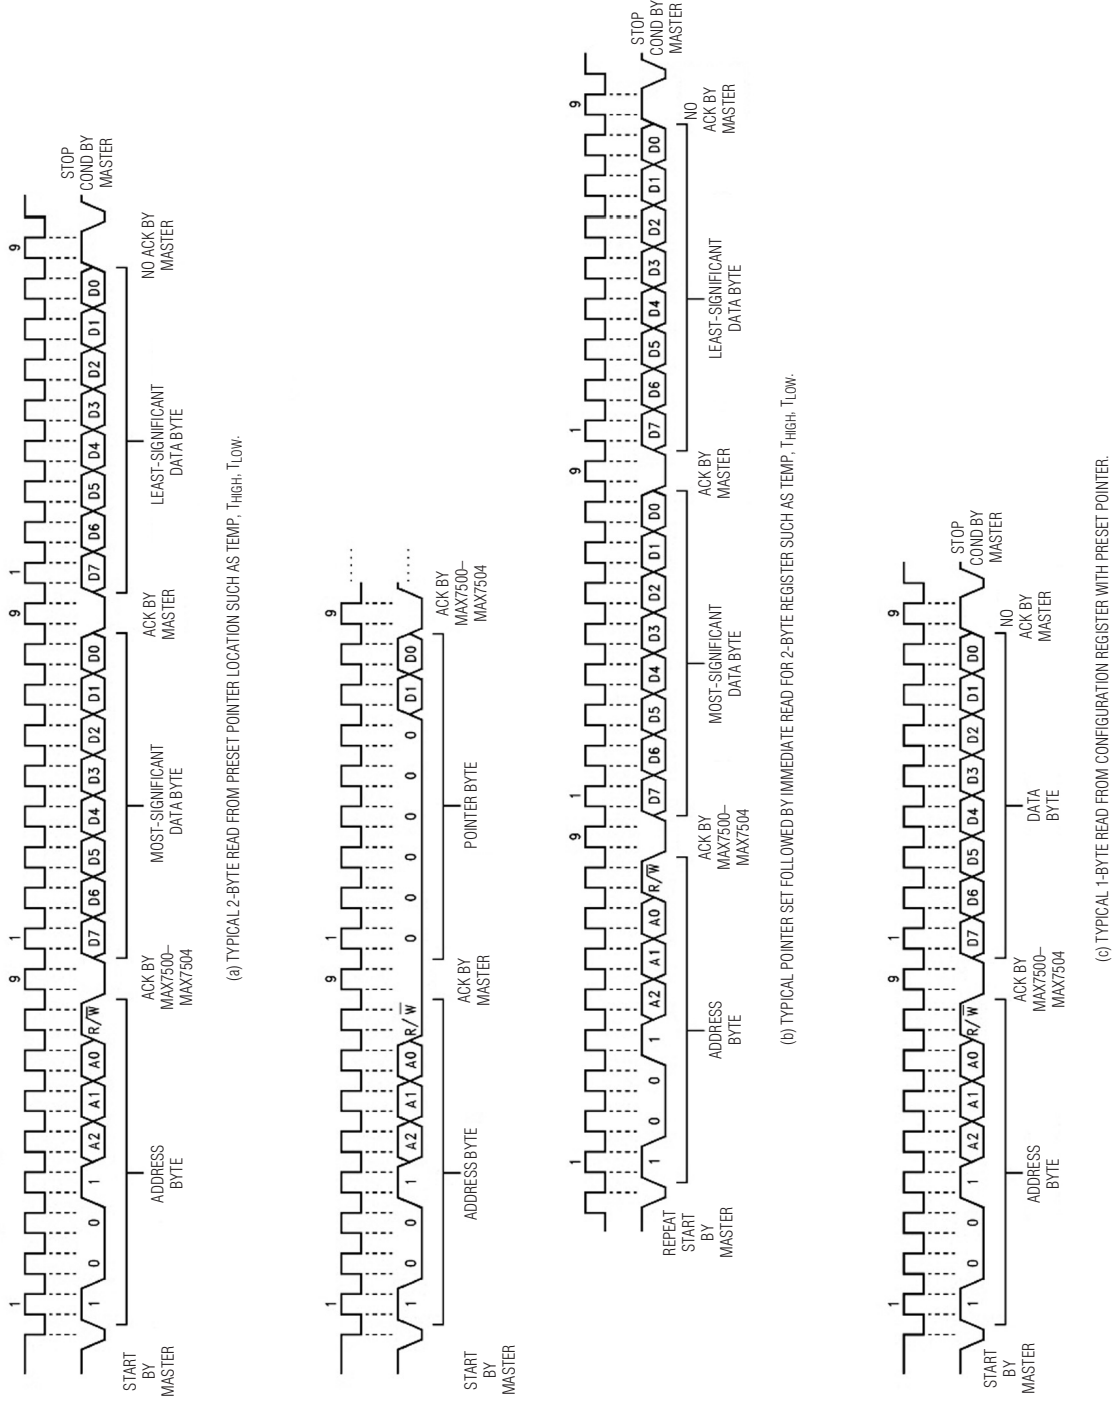 1 9 1 9 1 9
1 0 0 1 A2 A1 A0 R/W̅ D7 D6 D5 D4 D3 D2 D1 D0 D7 D6 D5 D4 D3 D2 D1 D0
START
BY
MASTER
ADDRESS
BYTE
ACK BY
MAX7500–
MAX7504
MOST-SIGNIFICANT
DATA BYTE
ACK BY
MASTER
LEAST-SIGNIFICANT
DATA BYTE
NO ACK BY
MASTER
STOP
COND BY
MASTER
(a) TYPICAL 2-BYTE READ FROM PRESET POINTER LOCATION SUCH AS TEMP, THIGH, TLOW.
1 9 1 9
1 0 0 1 A2 A1 A0 R/W̅ 0 0 0 0 0 0 D1 D0
START
BY
MASTER
ADDRESS BYTE
ACK BY
MASTER
POINTER BYTE
ACK BY
MAX7500–
MAX7504
1 9 1 9 1 9
1 0 0 1 A2 A1 A0 R/W̅ D7 D6 D5 D4 D3 D2 D1 D0 D7 D6 D5 D4 D3 D2 D1 D0
REPEAT
START
BY
MASTER
ADDRESS
BYTE
ACK BY
MAX7500–
MAX7504
MOST-SIGNIFICANT
DATA BYTE
ACK BY
MASTER
LEAST-SIGNIFICANT
DATA BYTE
NO
ACK BY
MASTER
STOP
COND BY
MASTER
(b) TYPICAL POINTER SET FOLLOWED BY IMMEDIATE READ FOR 2-BYTE REGISTER SUCH AS TEMP, THIGH, TLOW.
1 9 1 9
1 0 0 1 A2 A1 A0 R/W̅ D7 D6 D5 D4 D3 D2 D1 D0
START
BY
MASTER
ADDRESS
BYTE
ACK BY
MAX7500–
MAX7504
DATA
BYTE
NO
ACK BY
MASTER
STOP
COND BY
MASTER
(c) TYPICAL 1-BYTE READ FROM CONFIGURATION REGISTER WITH PRESET POINTER.